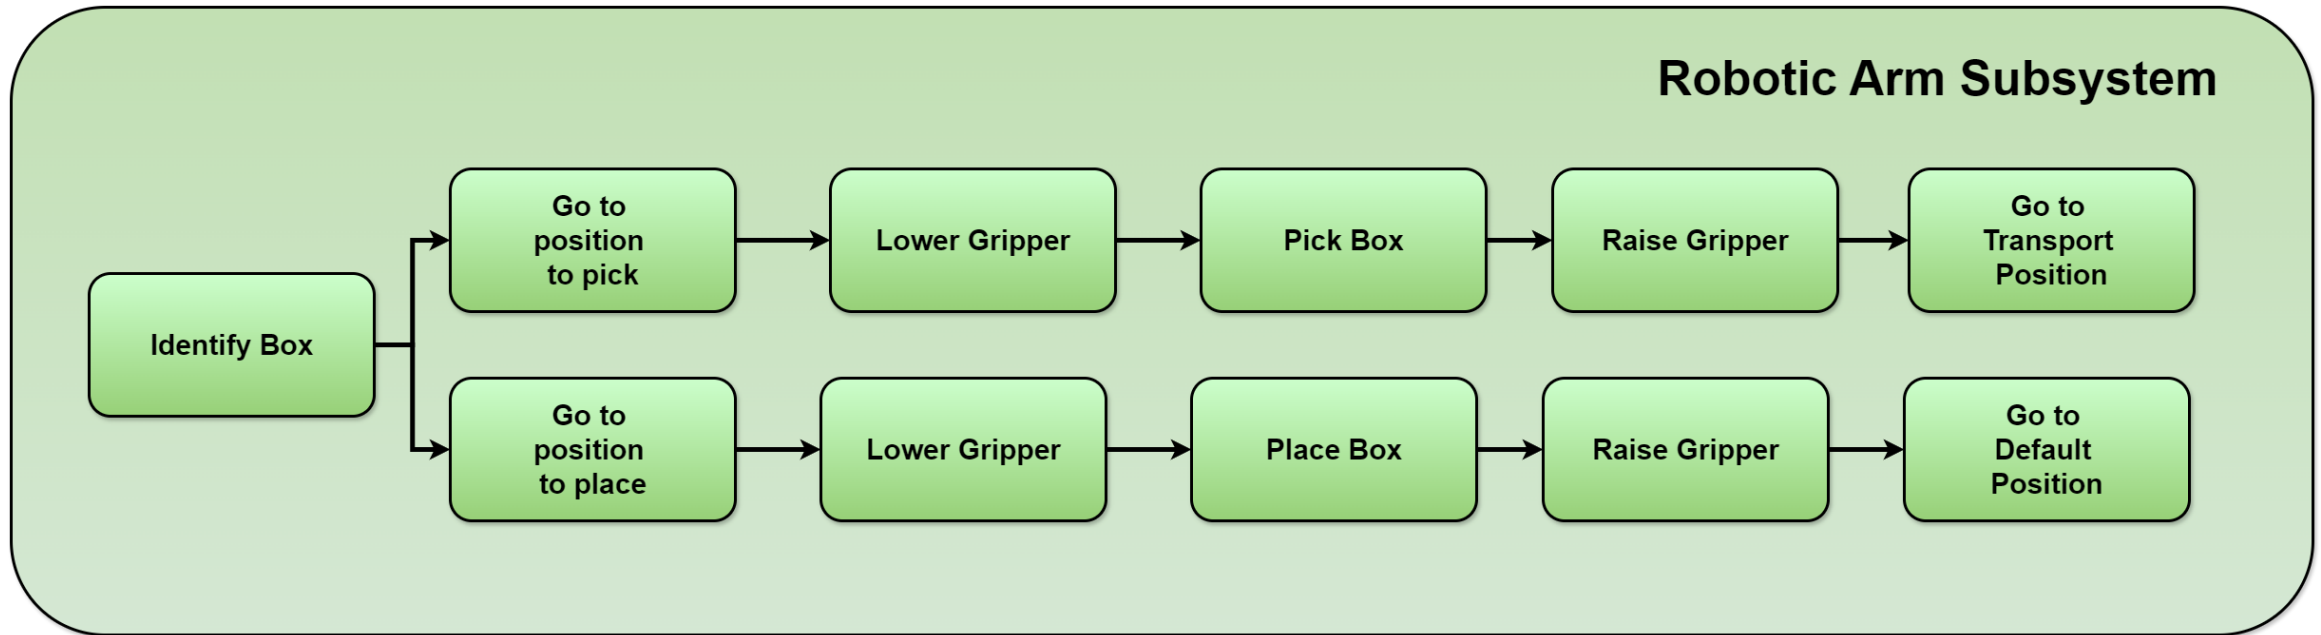 Robotic Arm Subsystem
Identify Box
Go to
position
to pick
Lower Gripper
Pick Box
Raise Gripper
Go to
Transport
Position
Go to
position
to place
Lower Gripper
Place Box
Raise Gripper
Go to
Default
Position